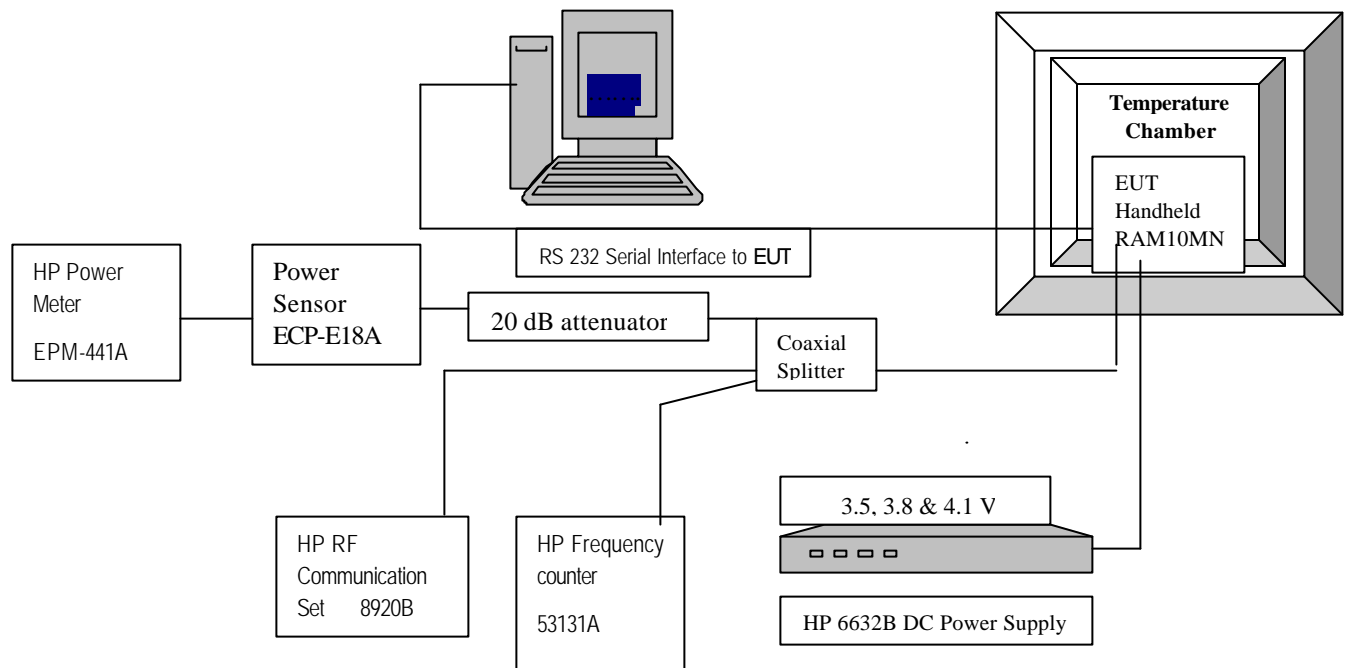 Temperature
Chamber
EUT
Handheld
RAM10MN
RS 232 Serial Interface to EUT
HP Power
Meter
EPM-441A
Power
Sensor
ECP-E18A
20 dB attenuator
Coaxial
Splitter
3.5, 3.8 & 4.1 V
HP RF
Communication
Set 8920B
HP Frequency
counter
53131A
HP 6632B DC Power Supply